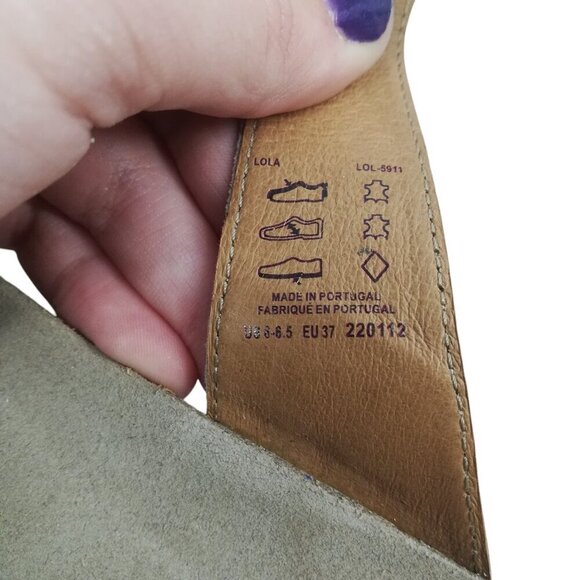 LOLA LOL-5911
MADE IN PORTUGAL
FABRIQUÉ EN PORTUGAL
US 6-6.5 EU 37 220112